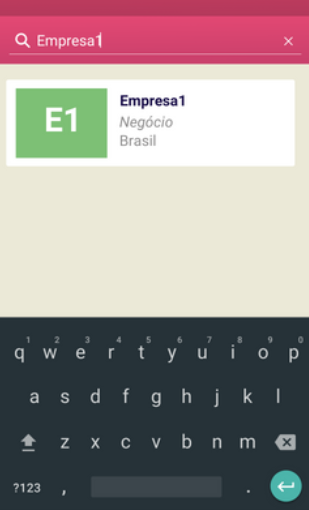 Empresa1
E1
Empresa1
Negócio
Brasil
1 2 3 4 5 6 7 8 9 0
q w e r t y u i o p
a s d f g h j k l
z x c v b n m
?123 , .